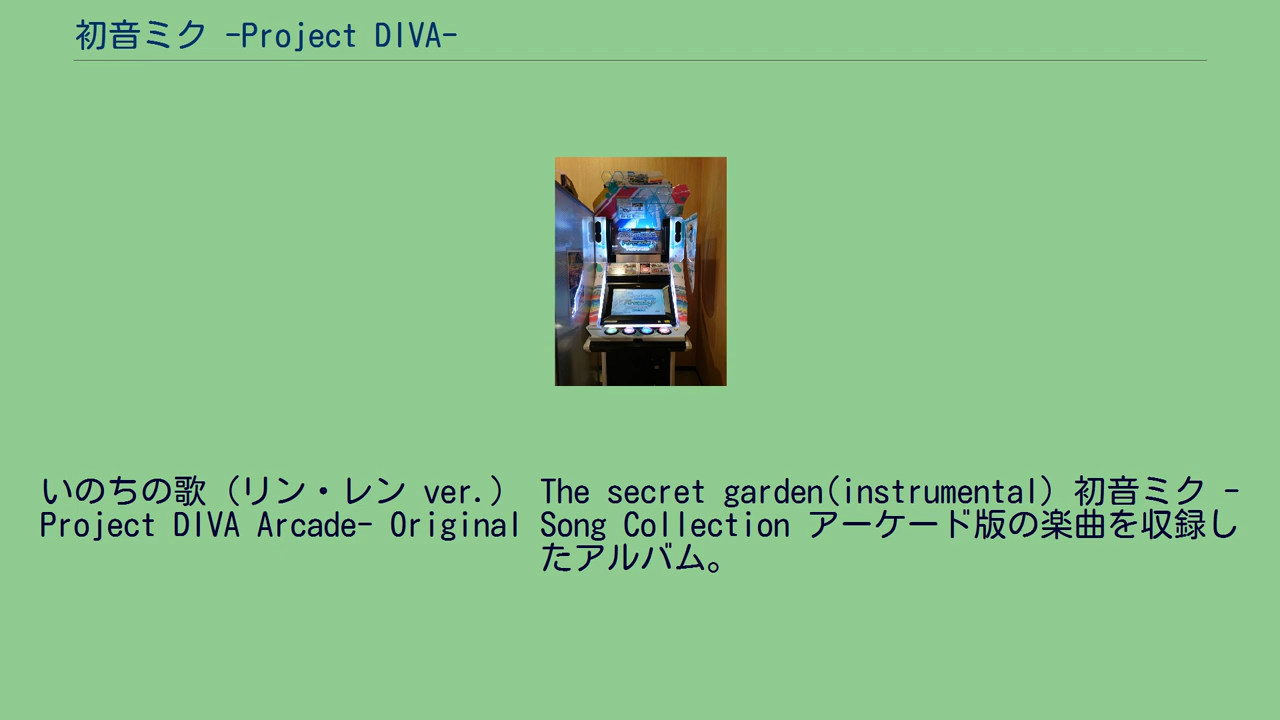 初音ミク -Project DIVA-
いのちの歌（リン・レン ver.） The secret garden(instrumental) 初音ミク -
Project DIVA Arcade- Original Song Collection アーケード版の楽曲を収録し
たアルバム。